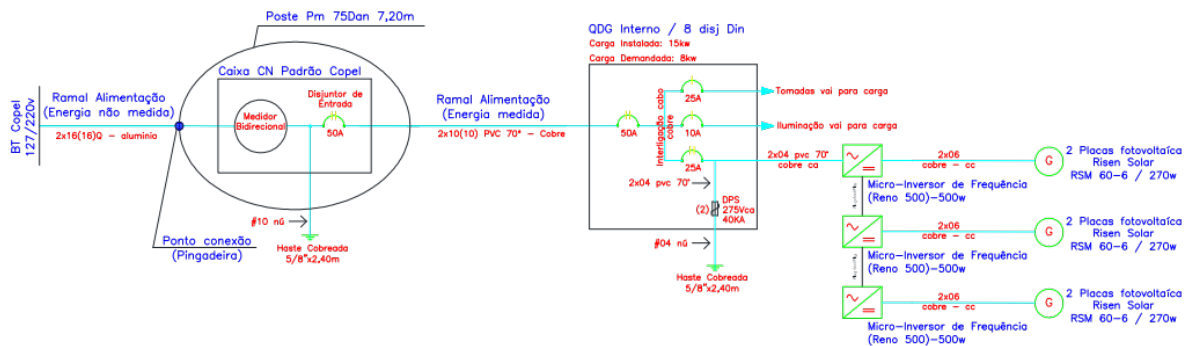 Poste Pm 75Dan 7,20m
BT Copel
127/220v
Ramal Alimentação
(Energia não medida)
2x16(16)Q - alumínio
Caixa CN Padrão Copel
Medidor
Bidirecional
Disjuntor de
Entrada
50A
#10 nú
Haste Cobreada
5/8"x2,40m
Ponto conexão
(Pingadeira)
Ramal Alimentação
(Energia medida)
2x10(10) PVC 70° - Cobre
QDG Interno / 8 disj Din
Carga Instalada: 15kw
Carga Demandada: 8kw
50A
Interligação cabo
cobre
25A
Tomadas vai para carga
10A
Iluminação vai para carga
25A
2x04 pvc 70°
(2)
DPS
275Vca
40KA
#04 nú
Haste Cobreada
5/8"x2,40m
2x04 pvc 70°
cobre ca
2x06
cobre - cc
G
2 Placas fotovoltaíca
Risen Solar
RSM 60-6 / 270w
Micro-Inversor de Frequência
(Reno 500)-500w
2x06
cobre - cc
G
2 Placas fotovoltaíca
Risen Solar
RSM 60-6 / 270w
Micro-Inversor de Frequência
(Reno 500)-500w
2x06
cobre - cc
G
2 Placas fotovoltaíca
Risen Solar
RSM 60-6 / 270w
Micro-Inversor de Frequência
(Reno 500)-500w